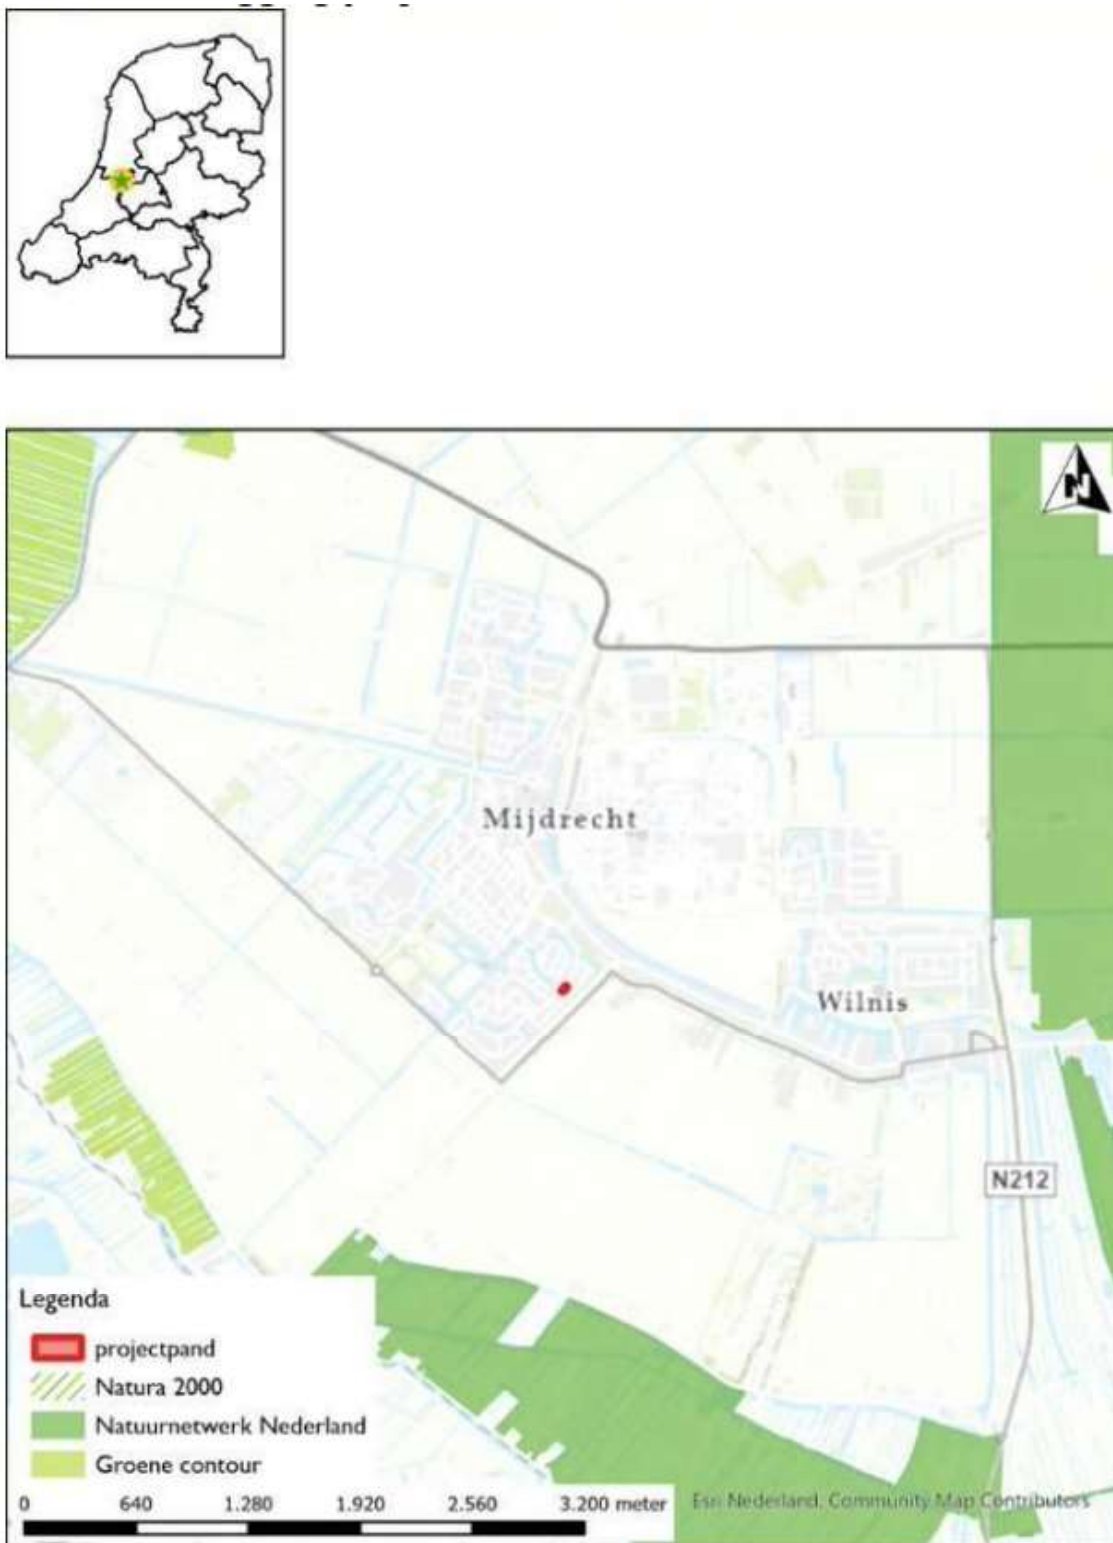 N
Mijdrecht
Wilnis
N212
Legenda
projectpand
Natura 2000
Natuurnetwerk Nederland
Groene contour
0 640 1.280 1.920 2.560 3.200 meter
Esri Nederland, Community Map Contributors